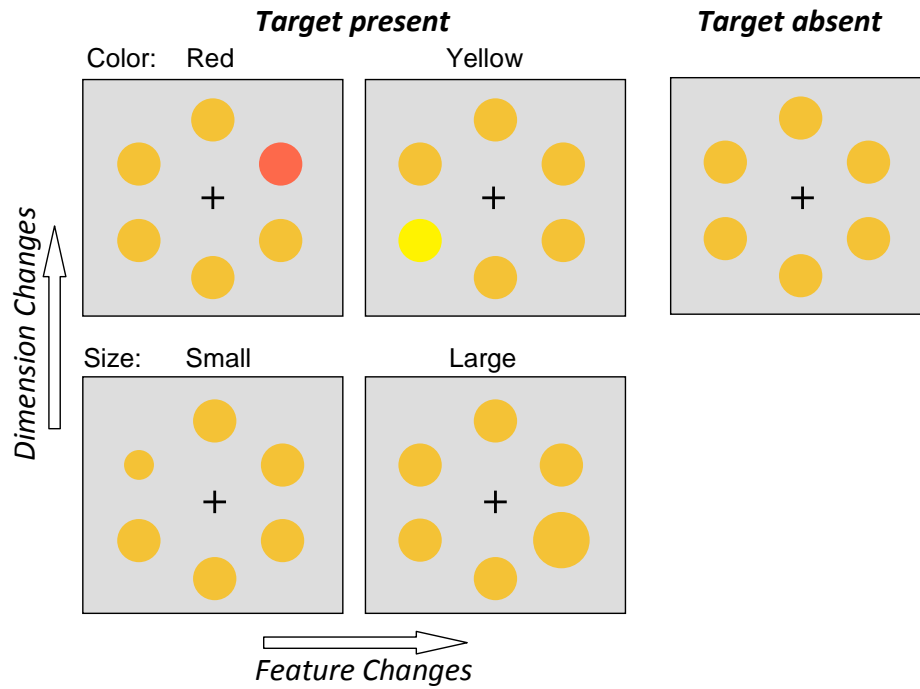 Target present
Target absent
Color: Red
Yellow
Dimension Changes
Size: Small
Large
Feature Changes